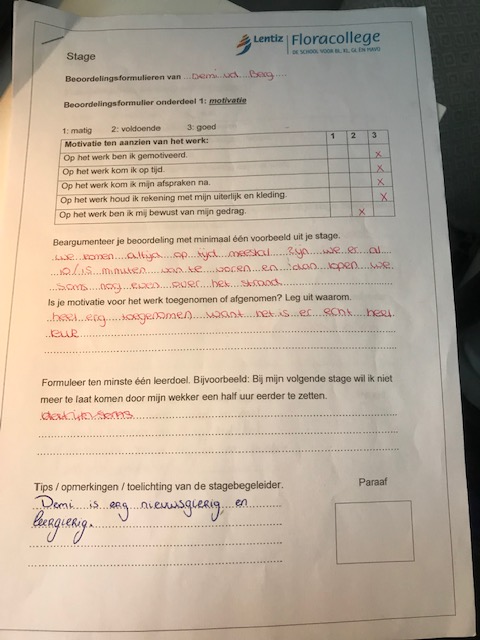 Lentiz | Floracollege
DE SCHOOL VOOR BL, KL, GL ÉN MAVO
Stage
Beoordelingsformulieren van ...Demi vd Berg......
Beoordelingsformulier onderdeel 1: motivatie
1: matig 2: voldoende 3: goed
Motivatie ten aanzien van het werk: 1 2 3
Op het werk ben ik gemotiveerd. x
Op het werk kom ik op tijd. x
Op het werk kom ik mijn afspraken na. x
Op het werk houd ik rekening met mijn uiterlijk en kleding. x
Op het werk ben ik mij bewust van mijn gedrag. x
Beargumenteer je beoordeling met minimaal één voorbeeld uit je stage.
we komen altijd op tijd meestal zijn we er al
10/15 minuten van te voren en dan lopen we
soms nog even over het strand
Is je motivatie voor het werk toegenomen of afgenomen? Leg uit waarom.
heel erg toegenomen want het is er echt heel
leuk
Formuleer ten minste één leerdoel. Bijvoorbeeld: Bij mijn volgende stage wil ik niet
meer te laat komen door mijn wekker een half uur eerder te zetten.
soms
Tips / opmerkingen / toelichting van de stagebegeleider. Paraaf
Demi is erg nieuwsgierig en
leergierig.